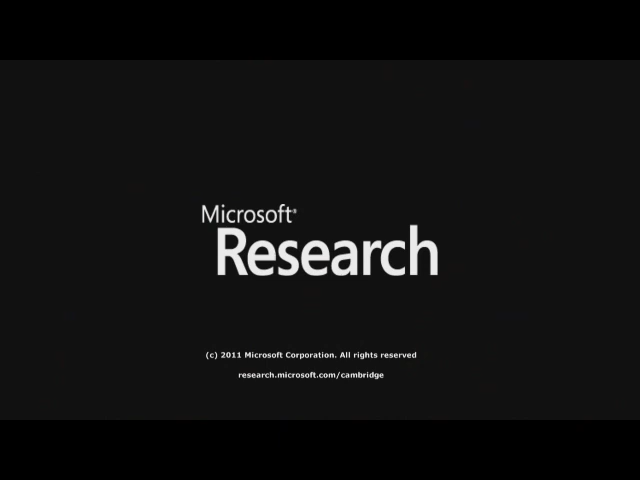 Microsoft®
Research
(c) 2011 Microsoft Corporation. All rights reserved
research.microsoft.com/cambridge